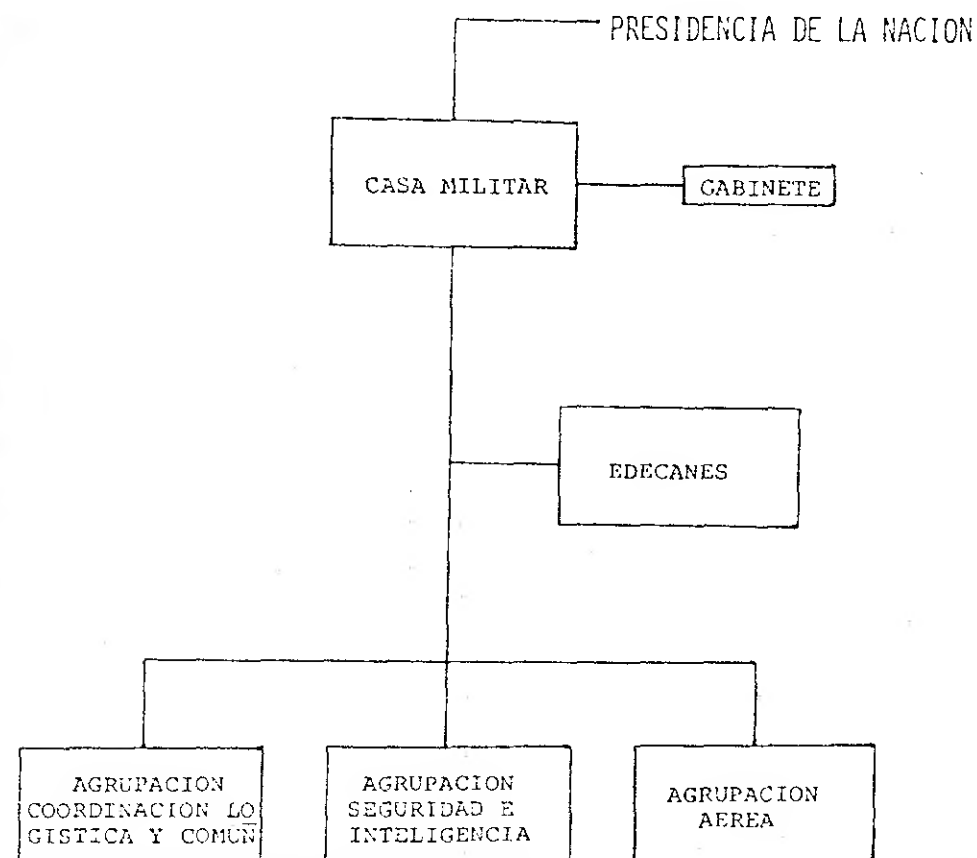 PRESIDENCIA DE LA NACION
CASA MILITAR
GABINETE
EDECANES
AGRUPACION
COORDINACION LO
GISTICA Y COMUÑ
AGRUPACION
SEGURIDAD E
INTELIGENCIA
AGRUPACION
AEREA